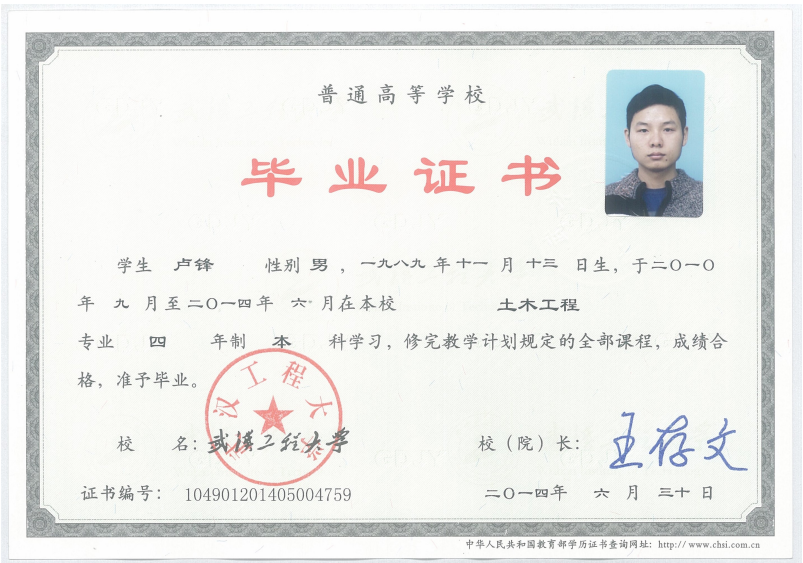 普通高等学校
毕业证书
学生 卢锋 性别 男 ，一九八九 年 十一 月 十三 日生，于二〇一〇
年 九 月至二〇一四年 六 月在本校 土木工程
专业 四 年制 本 科学习，修完教学计划规定的全部课程，成绩合
格，准予毕业。
武汉工程大学
校 名：武汉工程大学 校（院）长： 王存文
证书编号： 104901201405004759 二〇一四年 六 月 三十 日
中华人民共和国教育部学历证书查询网址：http:// www.chsi.com.cn